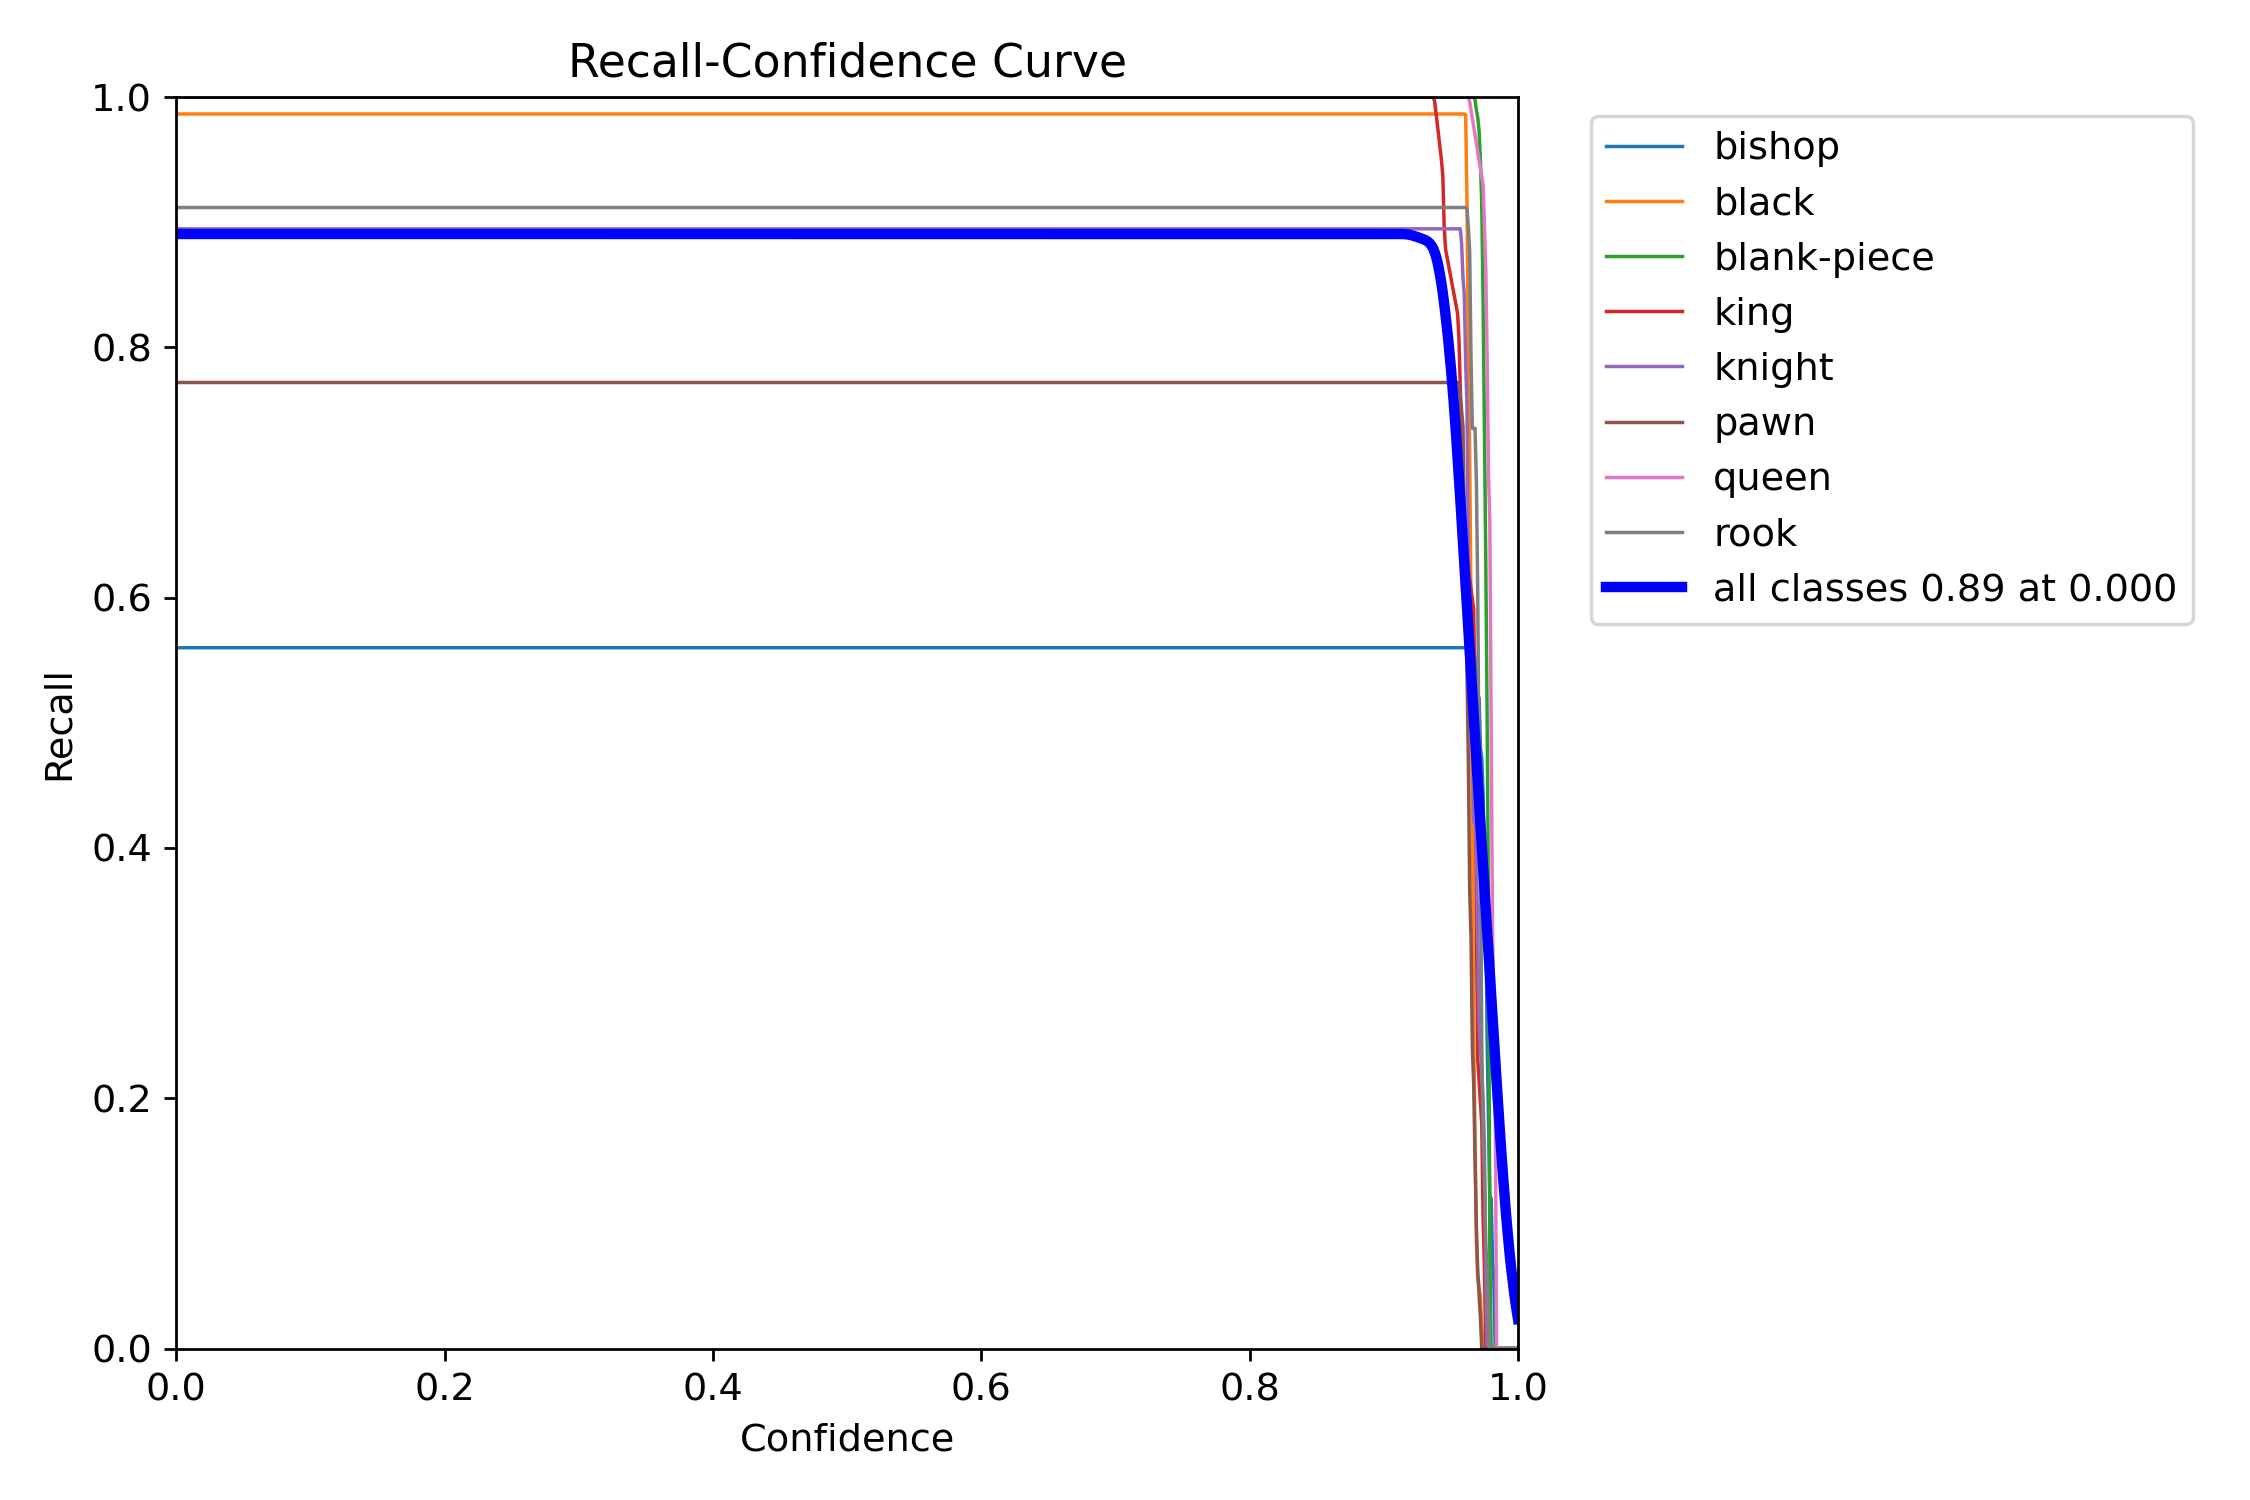 Recall-Confidence Curve
1.0
0.8
0.6
0.4
0.2
0.0
Recall
0.0 0.2 0.4 0.6 0.8 1.0
Confidence
bishop
black
blank-piece
king
knight
pawn
queen
rook
all classes 0.89 at 0.000